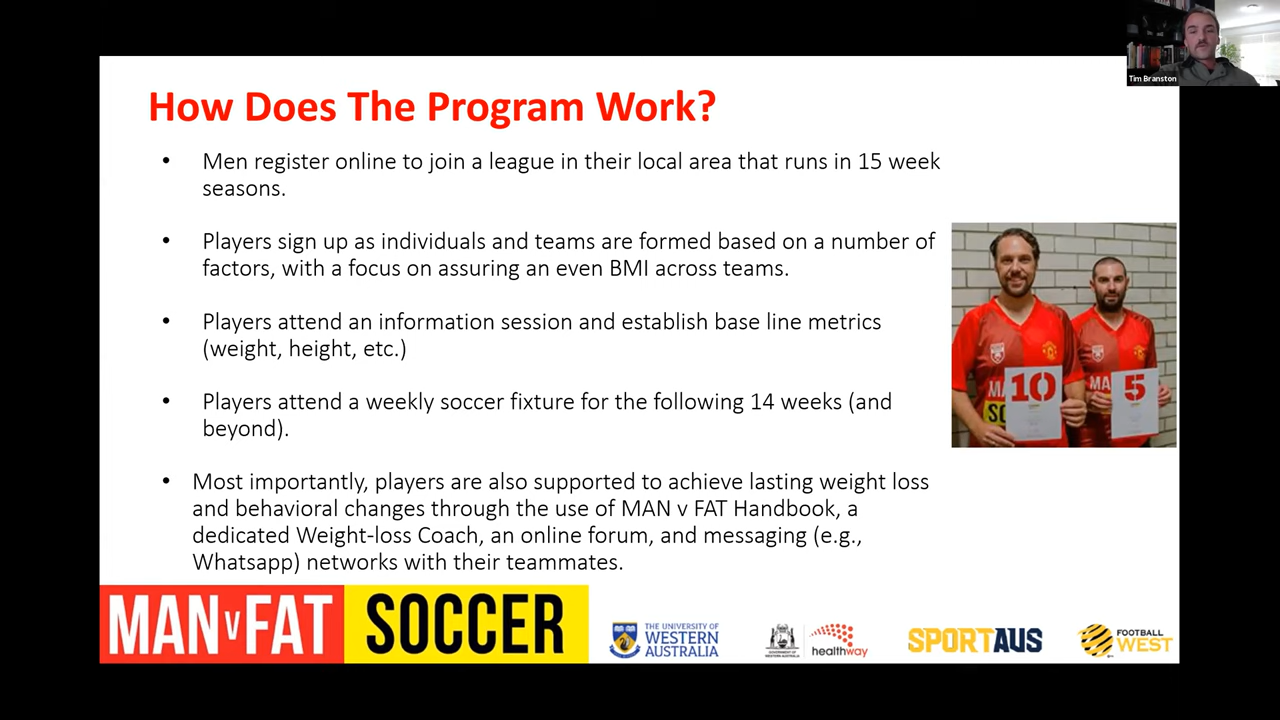 Tim Branston
How Does The Program Work?
• Men register online to join a league in their local area that runs in 15 week
seasons.
• Players sign up as individuals and teams are formed based on a number of
factors, with a focus on assuring an even BMI across teams.
• Players attend an information session and establish base line metrics
(weight, height, etc.)
• Players attend a weekly soccer fixture for the following 14 weeks (and
beyond).
• Most importantly, players are also supported to achieve lasting weight loss
and behavioral changes through the use of MAN v FAT Handbook, a
dedicated Weight-loss Coach, an online forum, and messaging (e.g.,
Whatsapp) networks with their teammates.
10
5
MAN v FAT SOCCER
THE UNIVERSITY OF
WESTERN
AUSTRALIA
GOVERNMENT OF
WESTERN AUSTRALIA
healthway
SPORTAUS
FOOTBALL
WEST